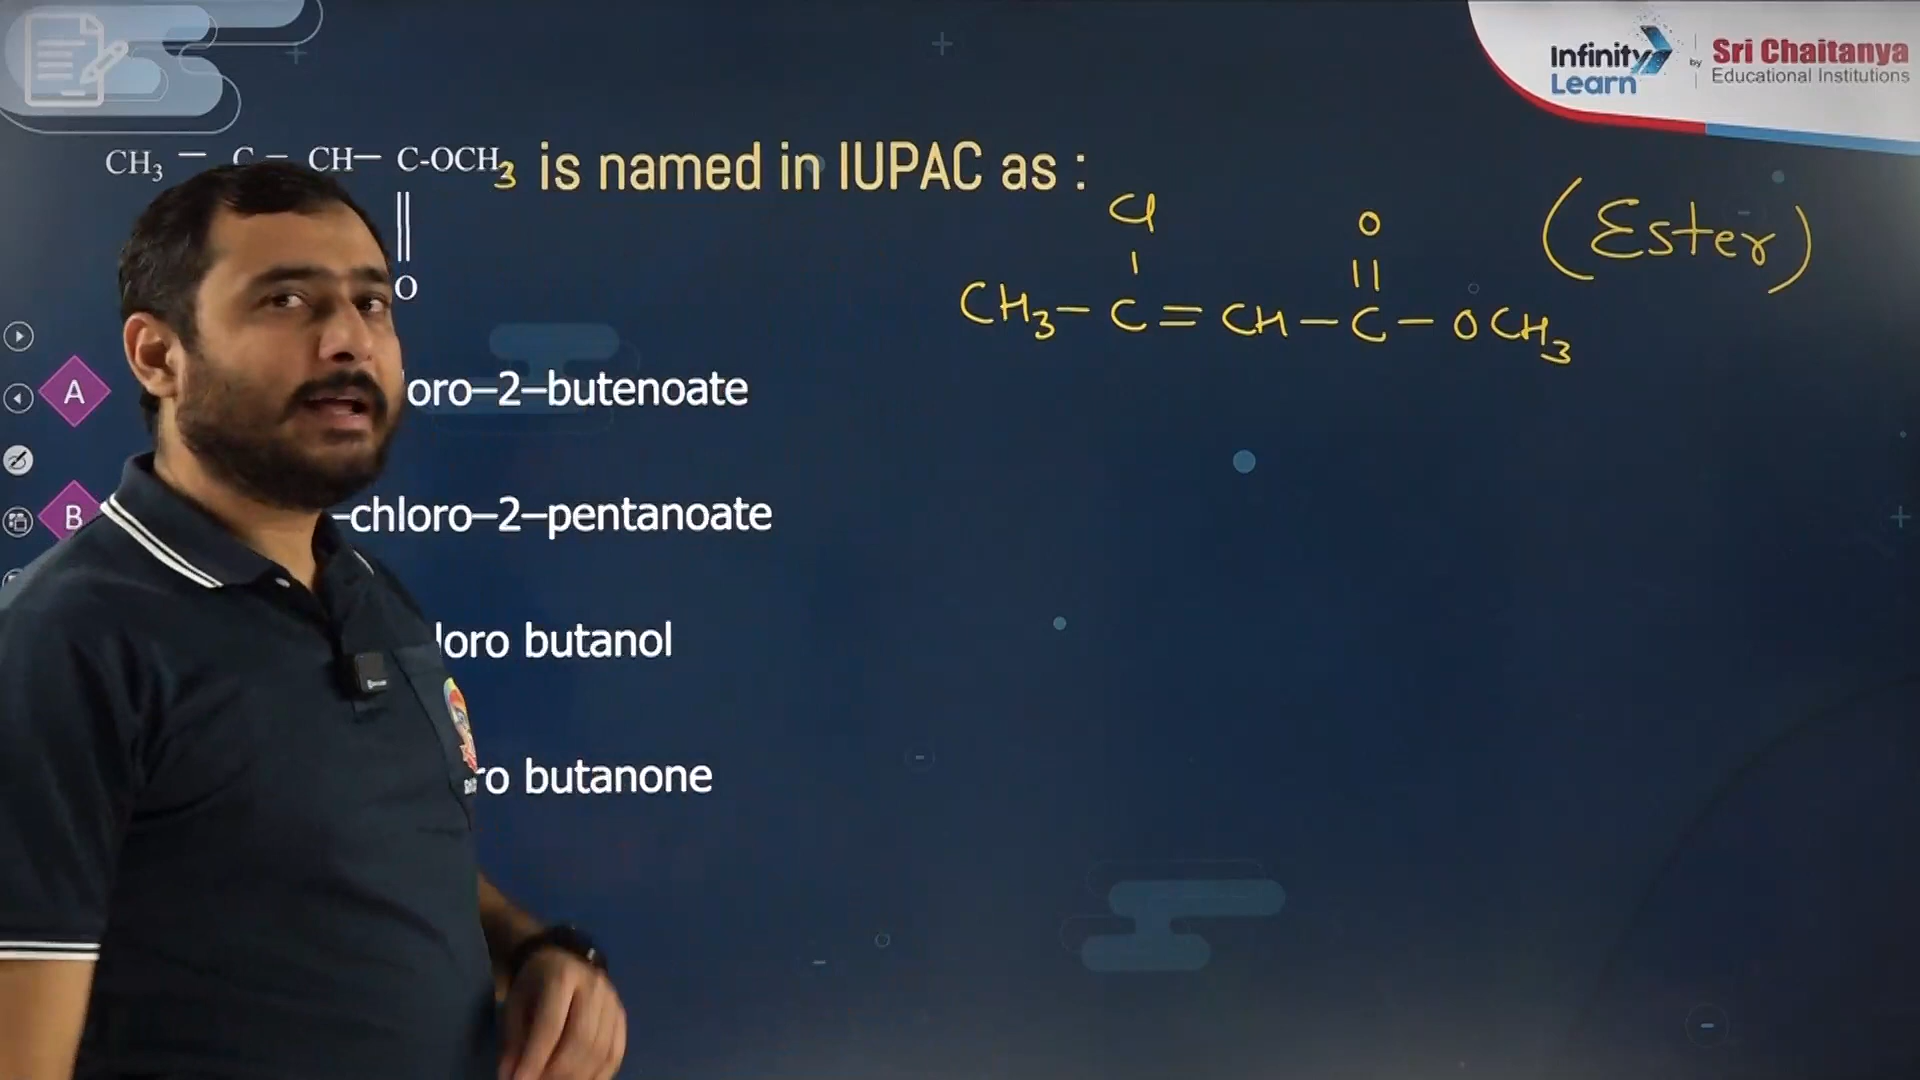 Infinity Learn by Sri Chaitanya Educational Institutions
CH3 — C — CH— C-OCH3 is named in IUPAC as :
O
Cl
O
(Ester)
CH3 — C = CH — C — OCH3
A oro–2–butenoate
B –chloro–2–pentanoate
loro butanol
ro butanone